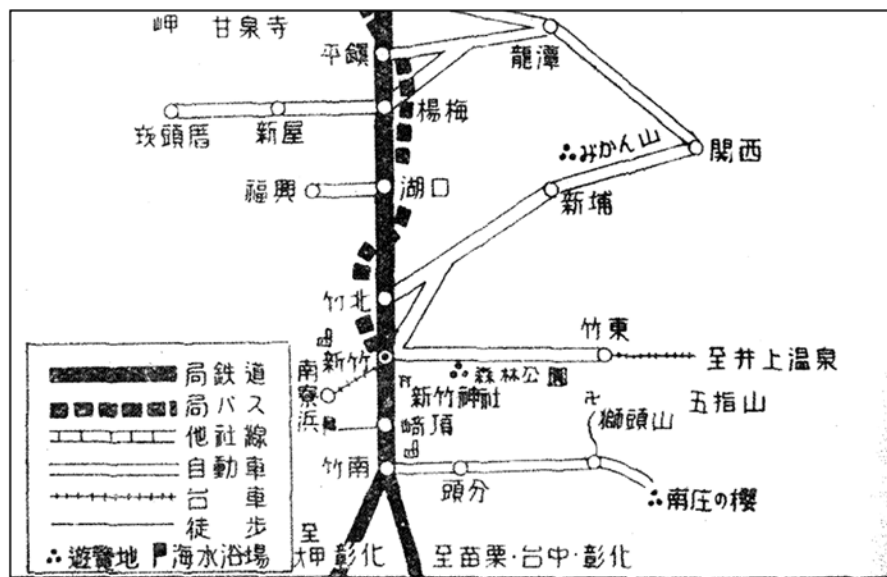 岬 甘泉寺
平鎮
龍潭
楊梅
崁頭厝 新屋
みかん山
関西
福興
湖口
新埔
竹北
竹東
新竹
至井上温泉
南寮浜
森林公園
新竹神社
五指山
崎頂
獅頭山
竹南
頭分
南庄の櫻
局鉄道
局バス
他社線
自動車
台車
徒歩
遊覽地 海水浴場
至
彰化
至苗栗・台中・彰化